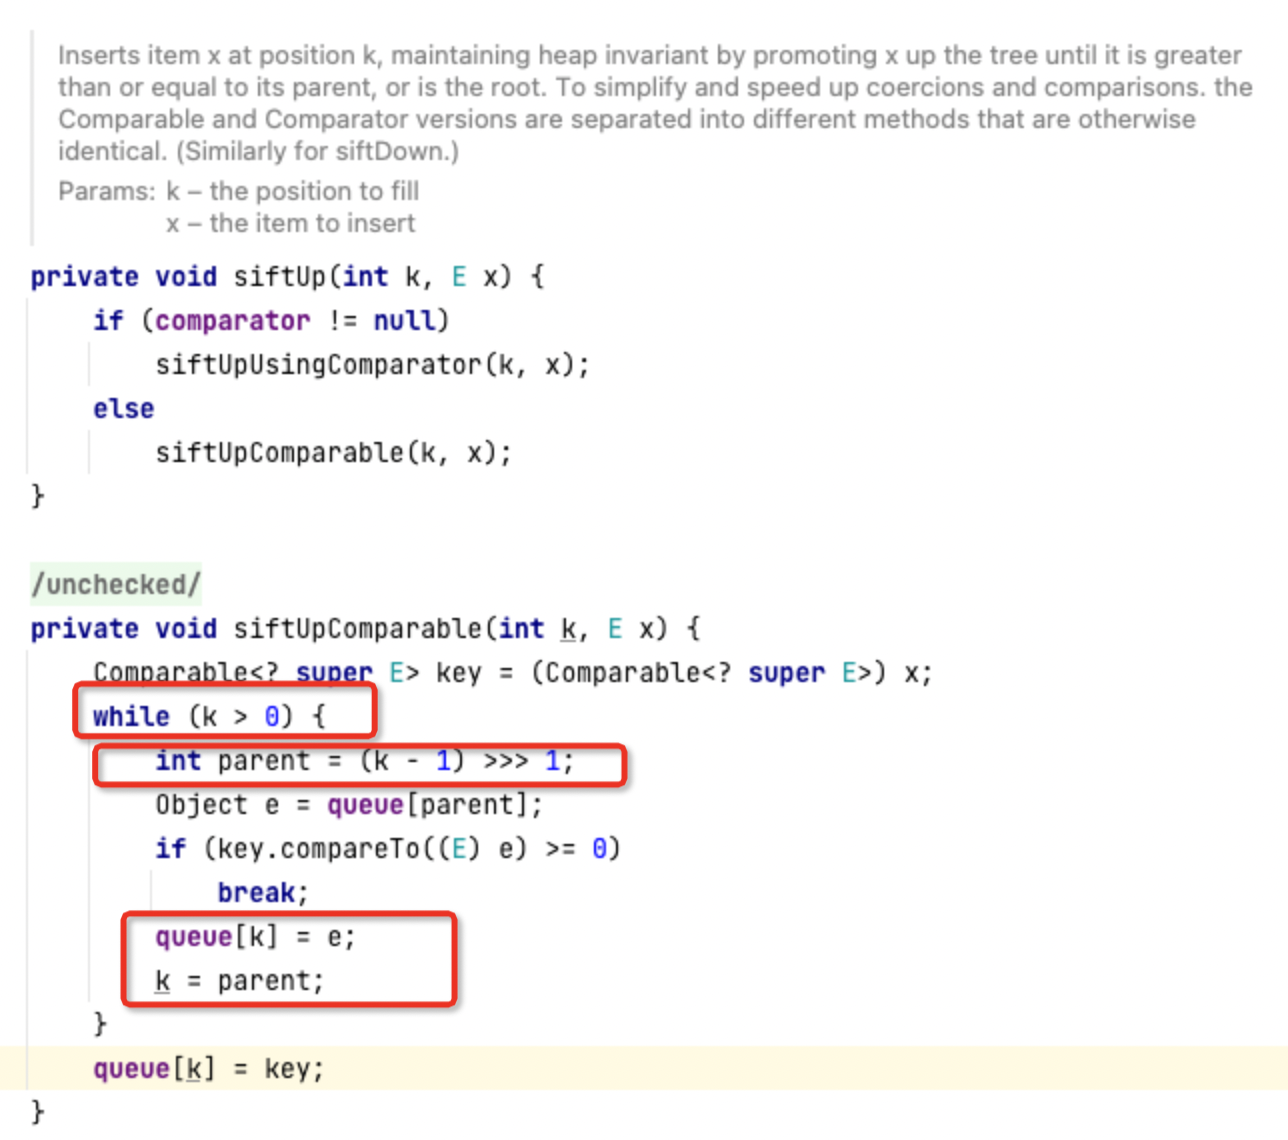 Inserts item x at position k, maintaining heap invariant by promoting x up the tree until it is greater
than or equal to its parent, or is the root. To simplify and speed up coercions and comparisons. the
Comparable and Comparator versions are separated into different methods that are otherwise
identical. (Similarly for siftDown.)
Params: k – the position to fill
x – the item to insert
private void siftUp(int k, E x) {
if (comparator != null)
siftUpUsingComparator(k, x);
else
siftUpComparable(k, x);
}
/unchecked/
private void siftUpComparable(int k, E x) {
Comparable<? super E> key = (Comparable<? super E>) x;
while (k > 0) {
int parent = (k - 1) >>> 1;
Object e = queue[parent];
if (key.compareTo((E) e) >= 0)
break;
queue[k] = e;
k = parent;
}
queue[k] = key;
}